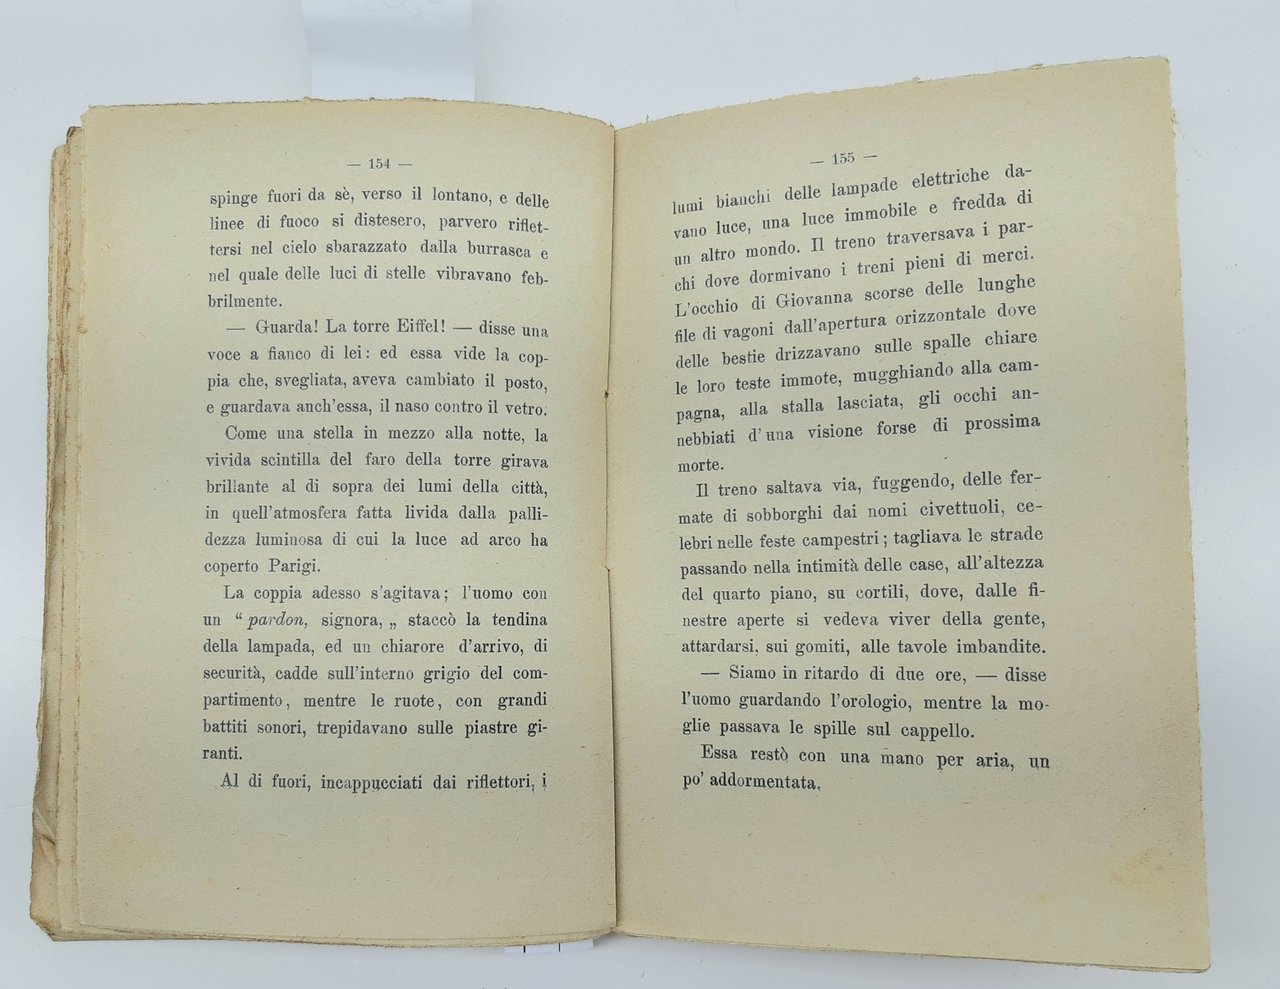 — 154 —
spinge fuori da sè, verso il lontano, e delle
linee di fuoco si distesero, parvero riflet-
tersi nel cielo sbarazzato dalla burrasca e
nel quale delle luci di stelle vibravano feb-
brilmente.
— Guarda! La torre Eiffel! — disse una
voce a fianco di lei: ed essa vide la cop-
pia che, svegliata, aveva cambiato il posto,
e guardava anch'essa, il naso contro il vetro.
Come una stella in mezzo alla notte, la
vivida scintilla del faro della torre girava
brillante al di sopra dei lumi della città,
in quell'atmosfera fatta livida dalla palli-
dezza luminosa di cui la luce ad arco ha
coperto Parigi.
La coppia adesso s'agitava; l'uomo con
un “ pardon, signora, „ staccò la tendina
della lampada, ed un chiarore d'arrivo, di
securità, cadde sull'interno grigio del com-
partimento, mentre le ruote, con grandi
battiti sonori, trepidavano sulle piastre gi-
ranti.
Al di fuori, incappucciati dai riflettori, i
— 155 —
lumi bianchi delle lampade elettriche da-
vano luce, una luce immobile e fredda di
un altro mondo. Il treno traversava i par-
chi dove dormivano i treni pieni di merci.
L'occhio di Giovanna scorse delle lunghe
file di vagoni dall'apertura orizzontale dove
delle bestie drizzavano sulle spalle chiare
le loro teste immote, mugghiando alla cam-
pagna, alla stalla lasciata, gli occhi an-
nebbiati d'una visione forse di prossima
morte.
Il treno saltava via, fuggendo, delle fer-
mate di sobborghi dai nomi civettuoli, ce-
lebri nelle feste campestri; tagliava le strade
passando nella intimità delle case, all'altezza
del quarto piano, su cortili, dove, dalle fi-
nestre aperte si vedeva viver della gente,
attardarsi, sui gomiti, alle tavole imbandite.
— Siamo in ritardo di due ore, — disse
l'uomo guardando l'orologio, mentre la mo-
glie passava le spille sul cappello.
Essa restò con una mano per aria, un
po' addormentata.